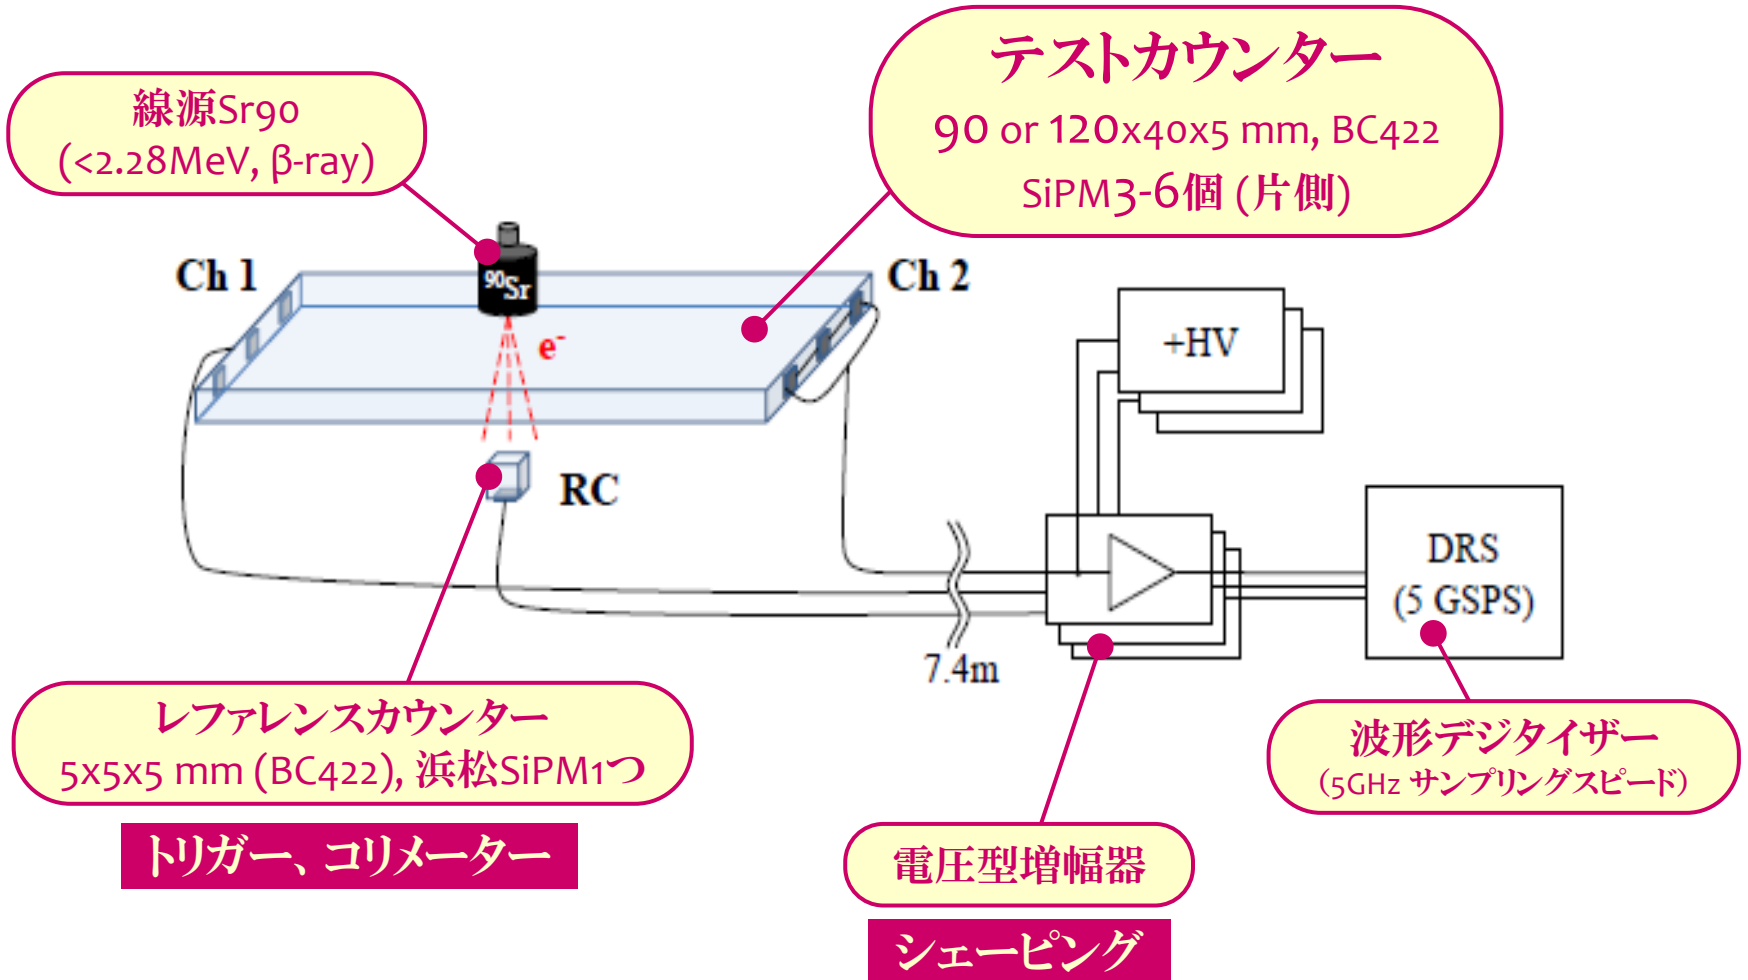 テストカウンター
90 or 120x40x5 mm, BC422
SiPM3-6個 (片側)
線源Sr90
(<2.28MeV, β-ray)
Ch 1
90Sr
Ch 2
e-
+HV
RC
DRS
(5 GSPS)
7.4m
レファレンスカウンター
5x5x5 mm (BC422), 浜松SiPM1つ
トリガー、コリメーター
波形デジタイザー
(5GHz サンプリングスピード)
電圧型増幅器
シェーピング